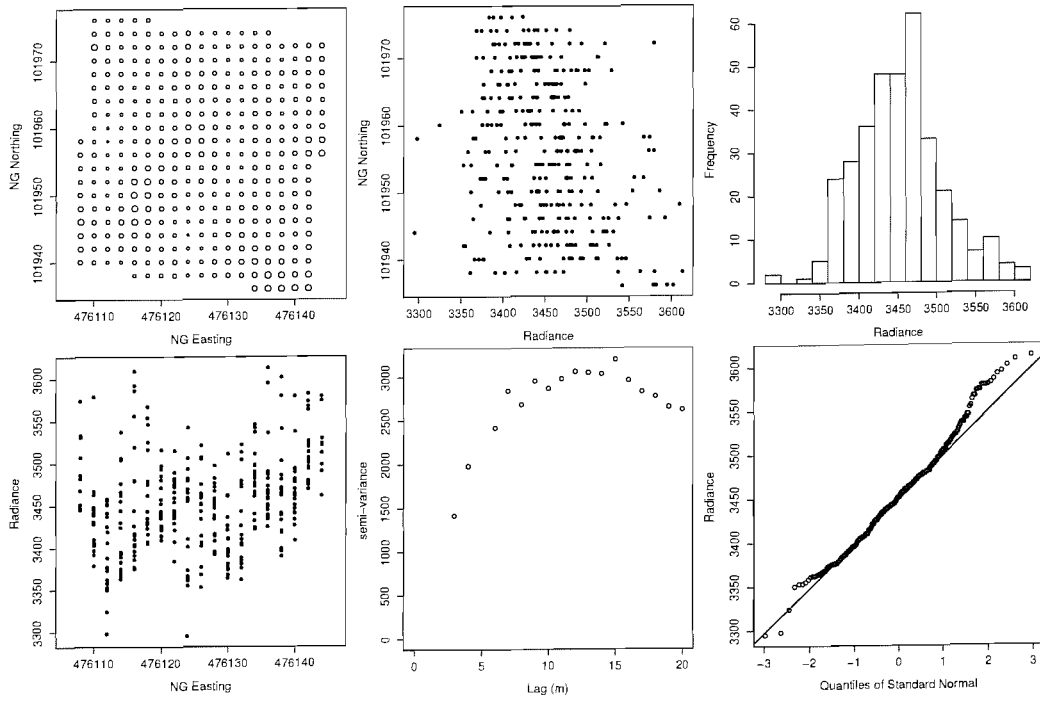 NG Northing
101940 101950 101960 101970
476110 476120 476130 476140
NG Easting
NG Northing
101940 101950 101960 101970
3300 3350 3400 3450 3500 3550 3600
Radiance
Frequency
0 10 20 30 40 50 60
3300 3400 3500 3600
Radiance
Radiance
3300 3350 3400 3450 3500 3550 3600
476110 476120 476130 476140
NG Easting
semi-variance
0 500 1000 1500 2000 2500 3000
0 5 10 15 20
Lag (m)
Radiance
3300 3350 3400 3450 3500 3550 3600
-3 -2 -1 0 1 2 3
Quantiles of Standard Normal